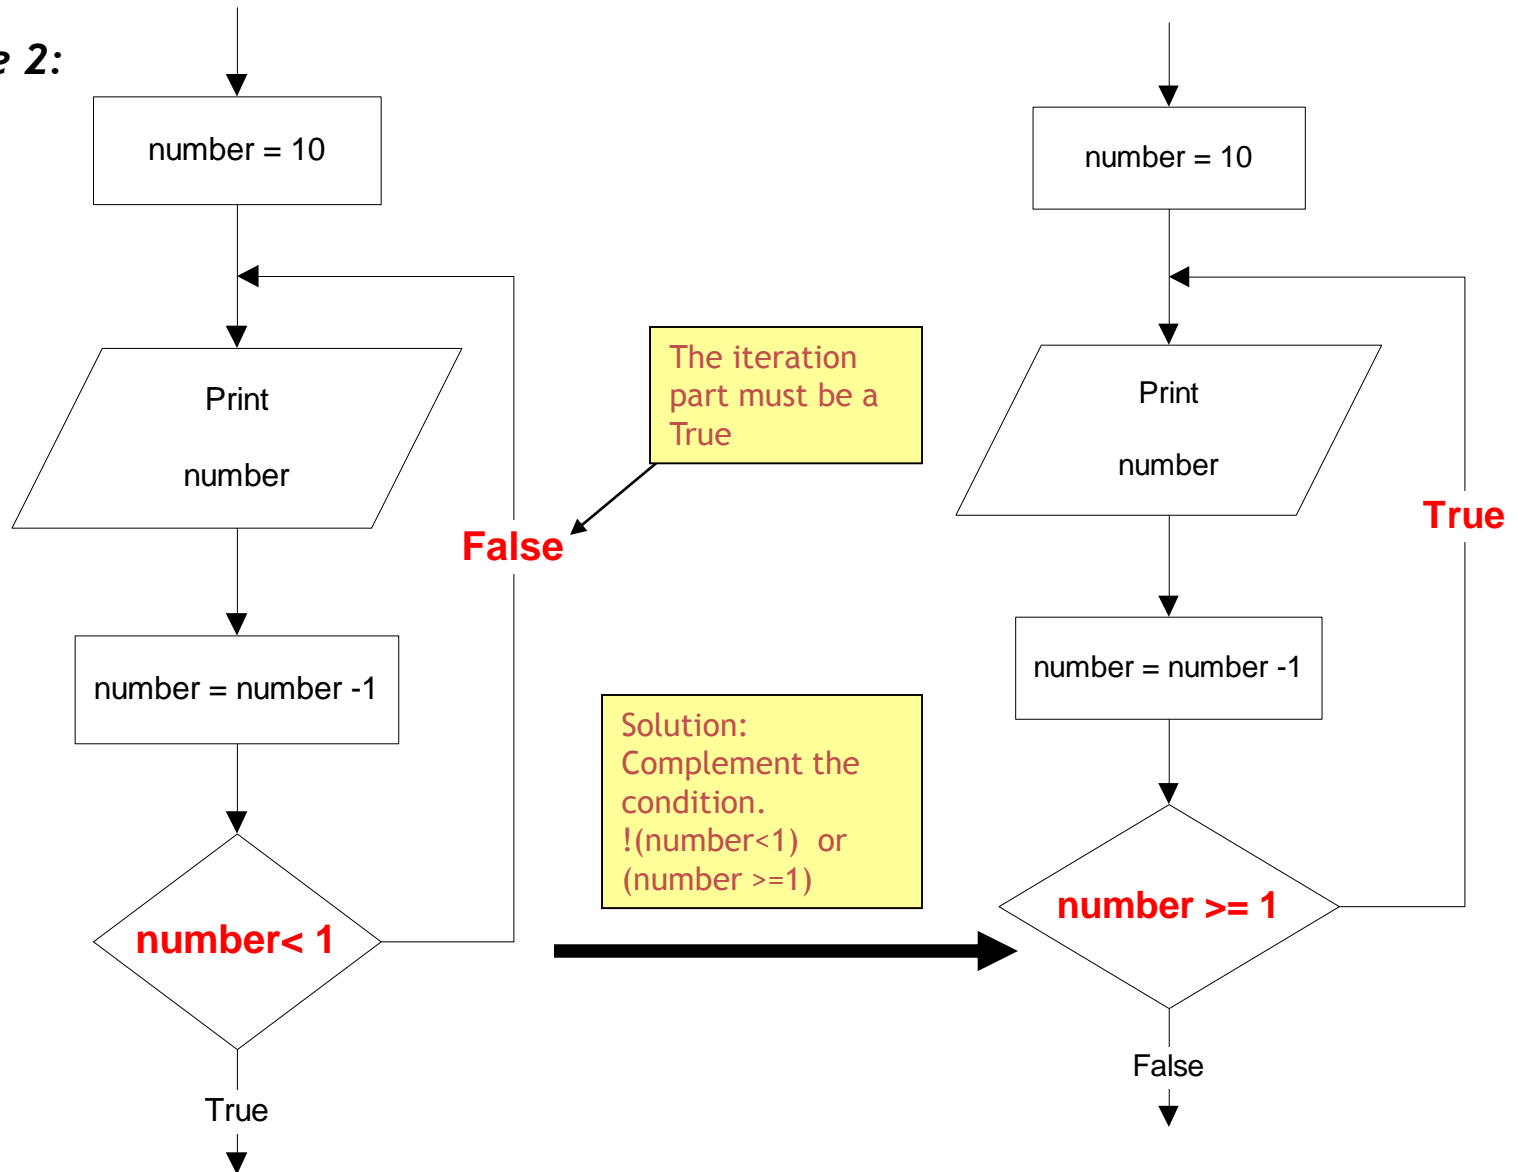 e 2:
number = 10
Print
number
False
number = number -1
number< 1
True
The iteration
part must be a
True
Solution:
Complement the
condition.
!(number<1) or
(number >=1)
number = 10
Print
number
True
number = number -1
number >= 1
False